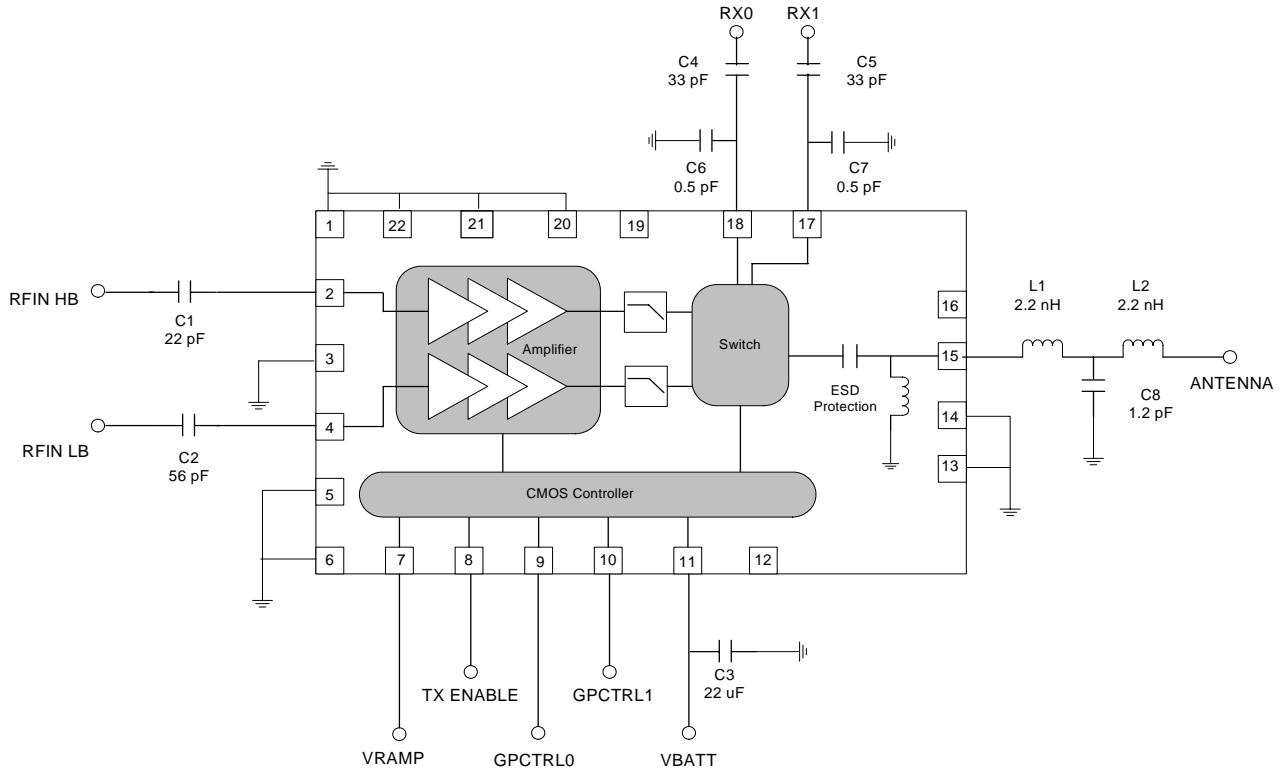 RX0
RX1
C4
33 pF
C5
33 pF
C6
0.5 pF
C7
0.5 pF
1
22
21
20
19
18
17
RFIN HB
C1
22 pF
2
3
RFIN LB
C2
56 pF
4
5
6
Amplifier
Switch
ESD
Protection
16
15
14
13
L1
2.2 nH
L2
2.2 nH
ANTENNA
C8
1.2 pF
CMOS Controller
7
8
9
10
11
12
C3
22 uF
TX ENABLE
GPCTRL1
VRAMP
GPCTRL0
VBATT